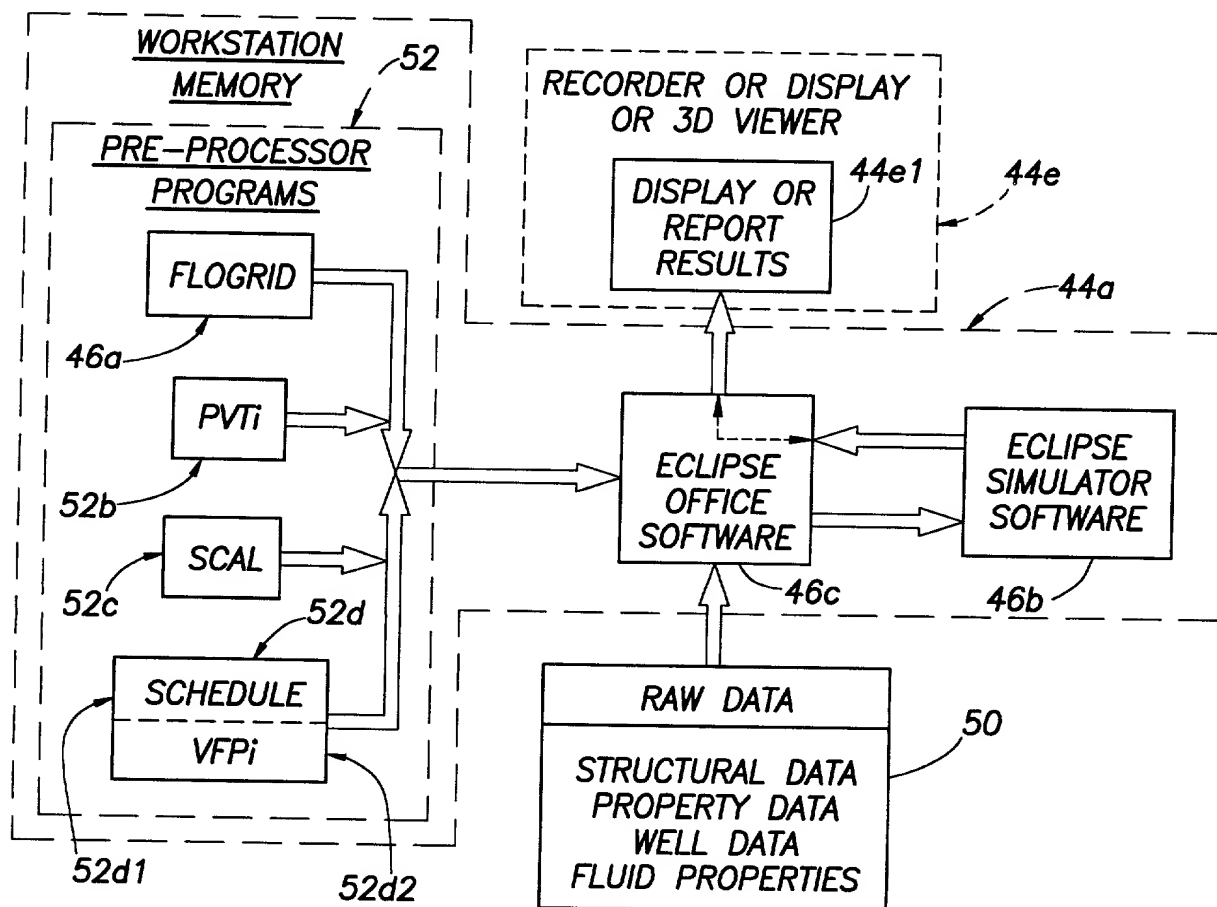 WORKSTATION
MEMORY
52
PRE-PROCESSOR
PROGRAMS
FLOGRID
46a
PVTi
52b
SCAL
52c
52d
SCHEDULE
VFPi
52d1
52d2
RECORDER OR DISPLAY
OR 3D VIEWER
44e1
44e
DISPLAY OR
REPORT
RESULTS
44a
ECLIPSE
OFFICE
SOFTWARE
46c
ECLIPSE
SIMULATOR
SOFTWARE
46b
RAW DATA
50
STRUCTURAL DATA
PROPERTY DATA
WELL DATA
FLUID PROPERTIES